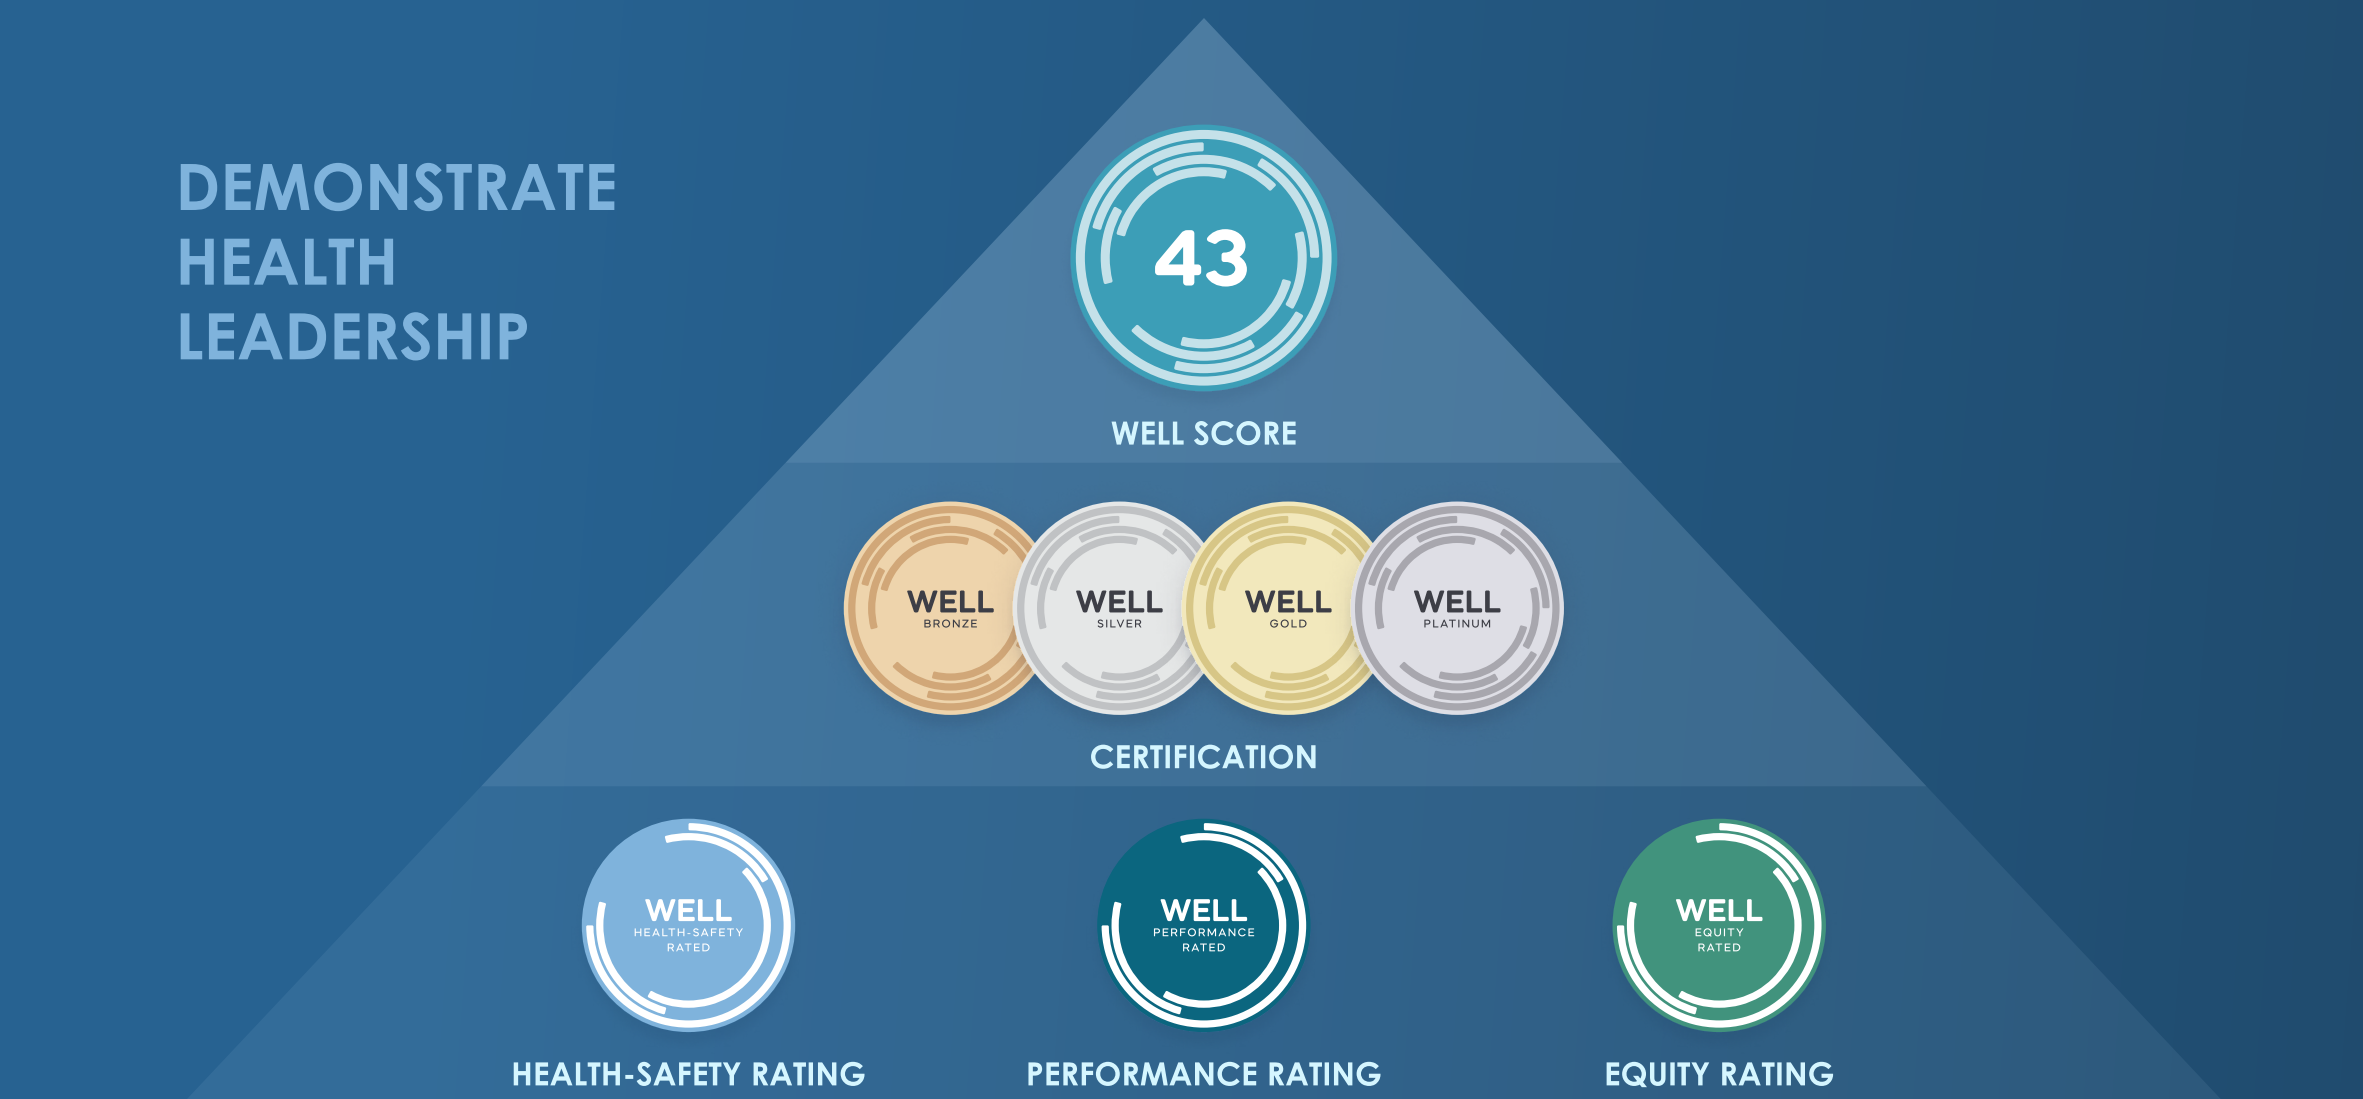 DEMONSTRATE
HEALTH
LEADERSHIP
43
WELL SCORE
WELL
BRONZE
WELL
SILVER
WELL
GOLD
WELL
PLATINUM
CERTIFICATION
WELL
HEALTH-SAFETY
RATED
HEALTH-SAFETY RATING
WELL
PERFORMANCE
RATED
PERFORMANCE RATING
WELL
EQUITY
RATED
EQUITY RATING